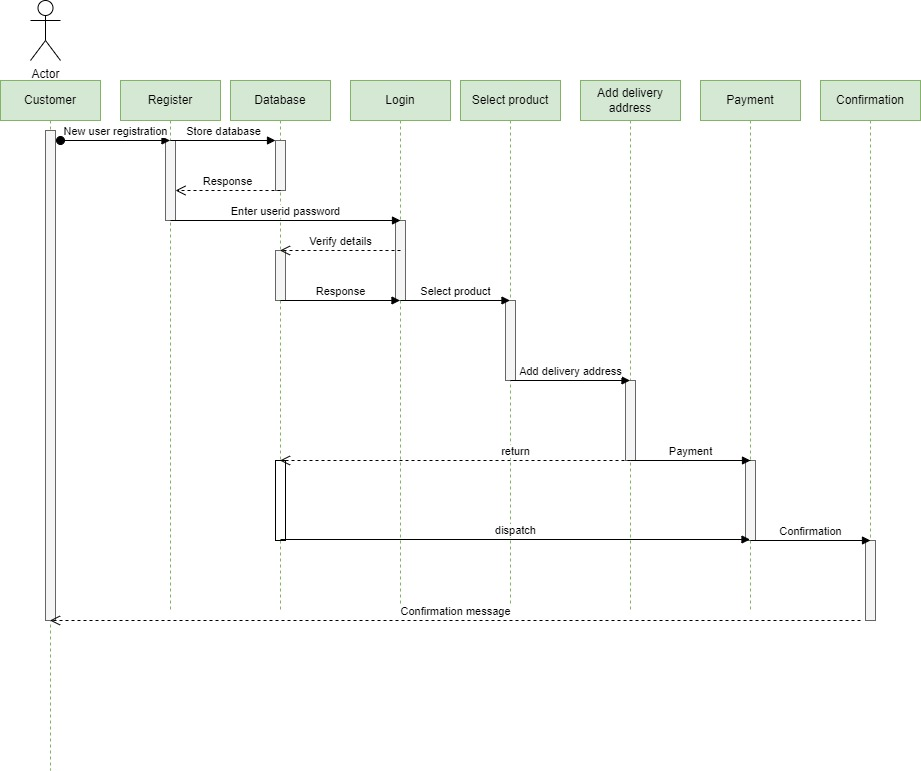 Actor
Customer
Register
Database
Login
Select product
Add delivery
address
Payment
Confirmation
New user registration
Store database
Response
Enter userid password
Verify details
Response
Select product
Add delivery address
return
Payment
dispatch
Confirmation
Confirmation message